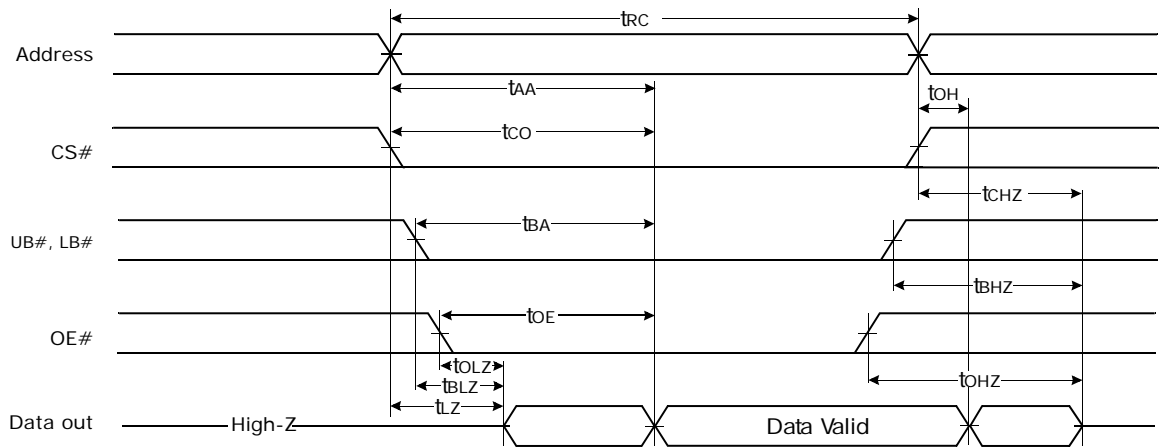 tRC
Address
tAA
tOH
tCO
CS#
tCHZ
tBA
UB#, LB#
tBHZ
tOE
OE#
tOLZ
tOHZ
tBLZ
tLZ
Data out
High-Z
Data Valid